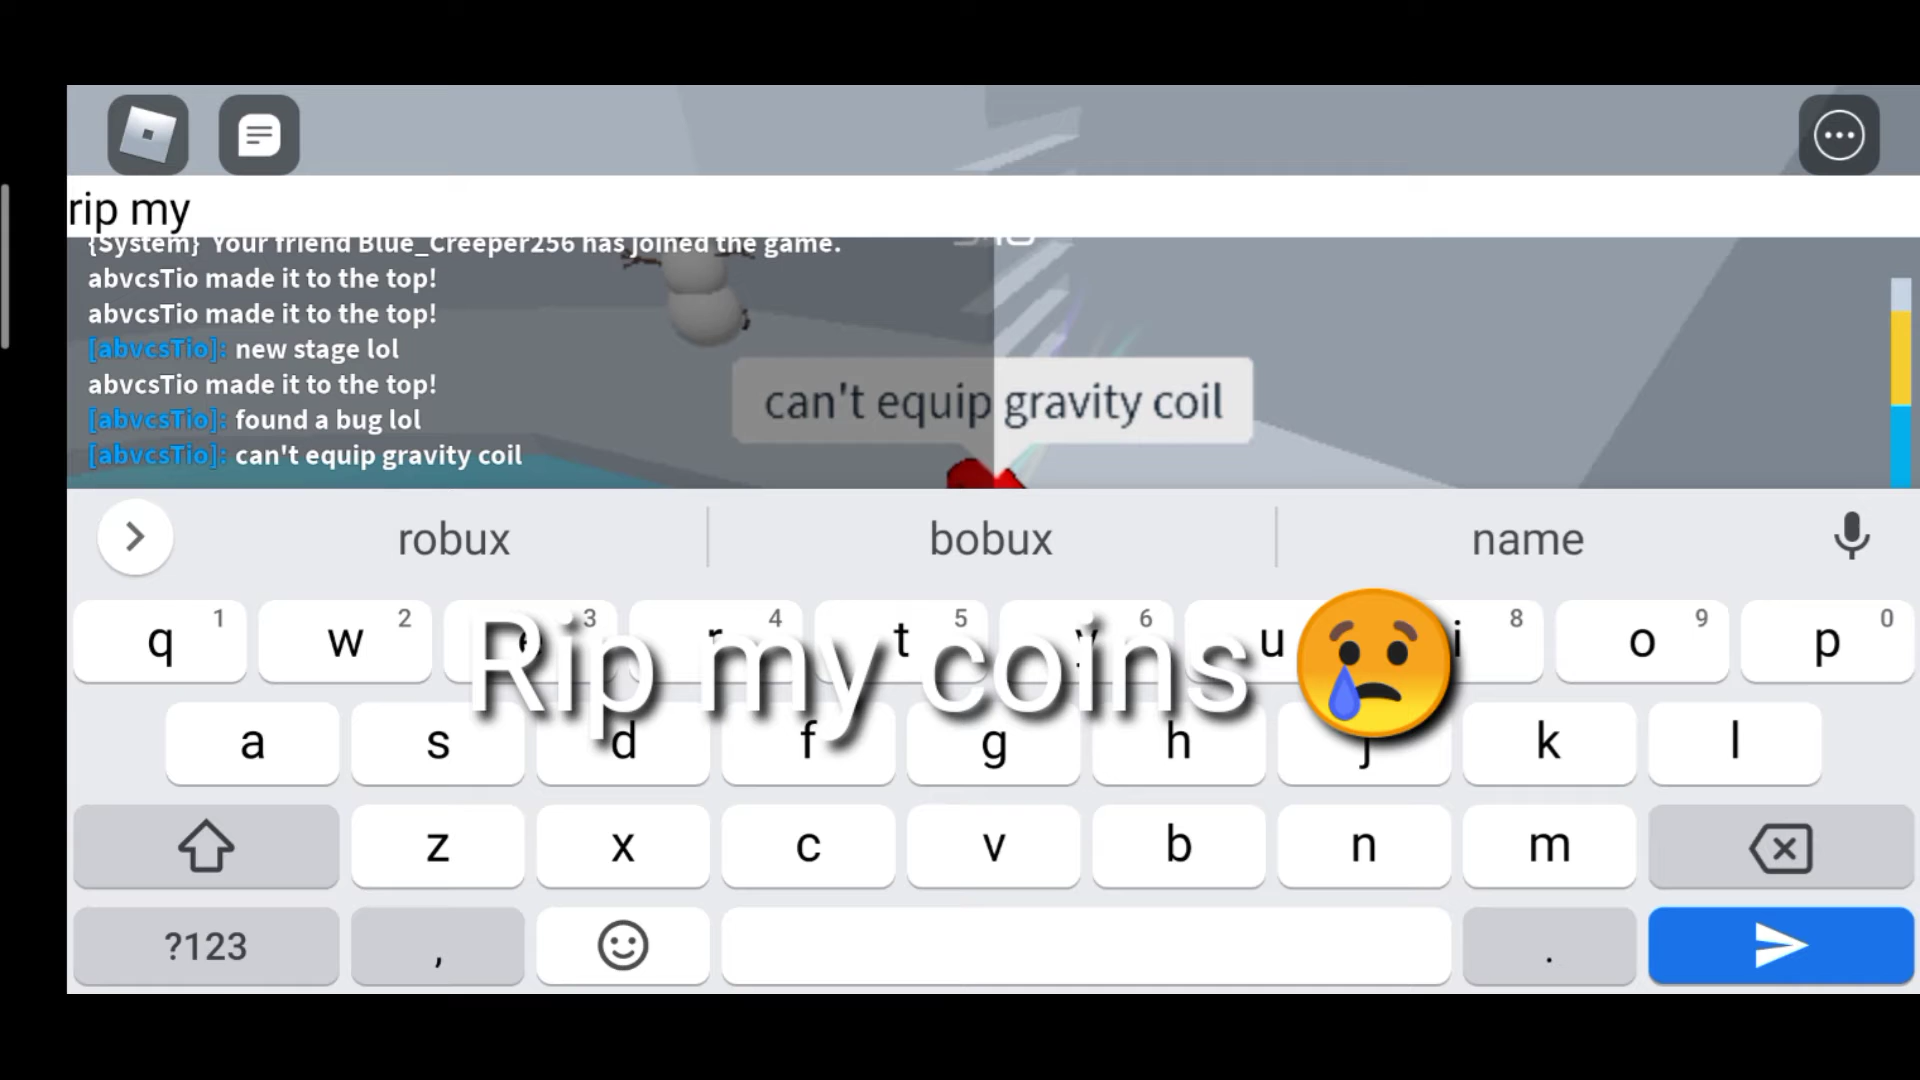 rip my
{System} Your friend Blue_Creeper256 has joined the game.
abvcsTio made it to the top!
abvcsTio made it to the top!
[abvcsTio]: new stage lol
abvcsTio made it to the top!
[abvcsTio]: found a bug lol
[abvcsTio]: can't equip gravity coil
can't equip gravity coil
robux bobux name
1 2 3 4 5 6 8 9 0
q w e r t y u i o p
Rip my coins 😢
a s d f g h j k l
z x c v b n m
?123 , .